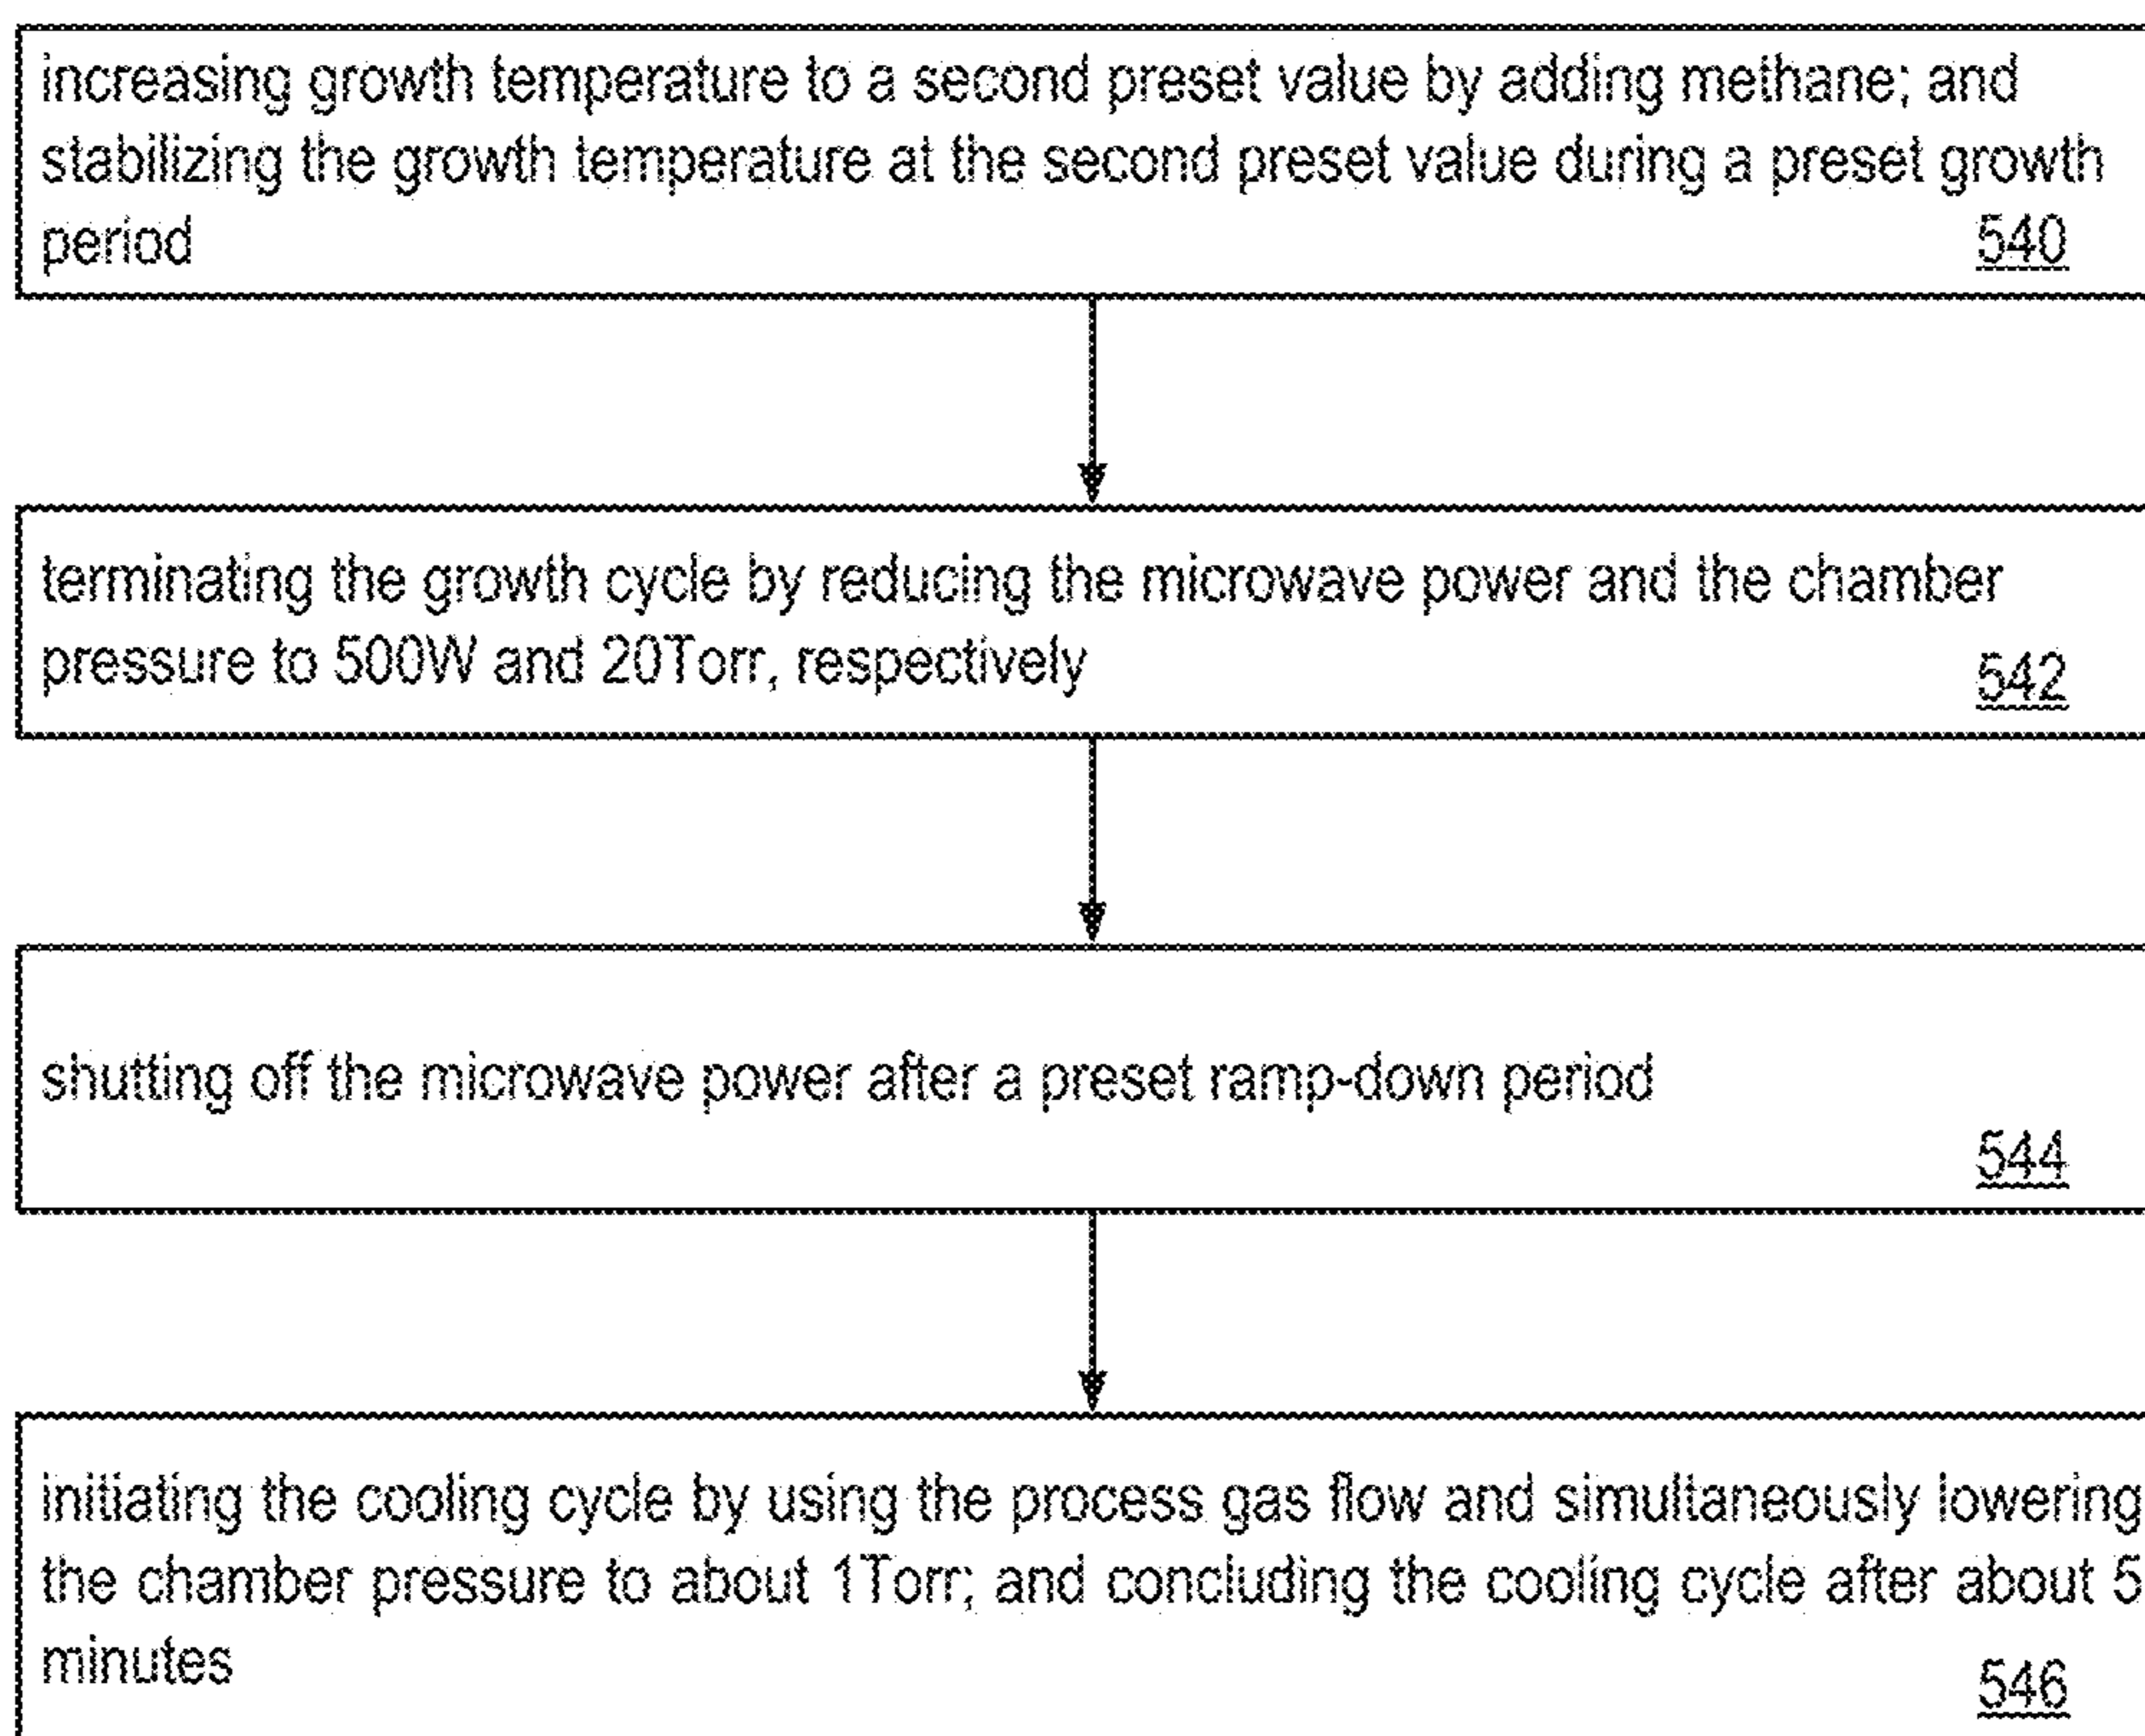 increasing growth temperature to a second preset value by adding methane; and
stabilizing the growth temperature at the second preset value during a preset growth
period
540
terminating the growth cycle by reducing the microwave power and the chamber
pressure to 500W and 20Torr, respectively
542
shutting off the microwave power after a preset ramp-down period
544
initiating the cooling cycle by using the process gas flow and simultaneously lowering
the chamber pressure to about 1Torr; and concluding the cooling cycle after about 5
minutes
546